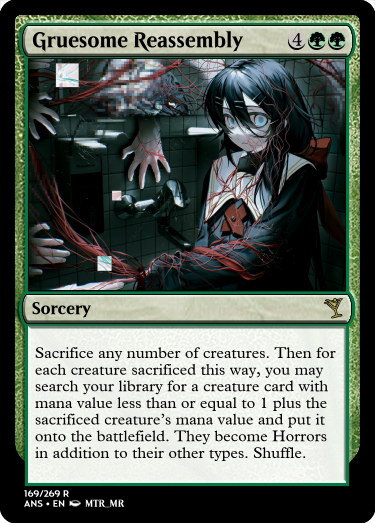 Gruesome Reassembly 4
Sorcery
Sacrifice any number of creatures. Then for
each creature sacrificed this way, you may
search your library for a creature card with
mana value less than or equal to 1 plus the
sacrificed creature's mana value and put it
onto the battlefield. They become Horrors
in addition to their other types. Shuffle.
169/269 R
ANS • EN MTR_MR